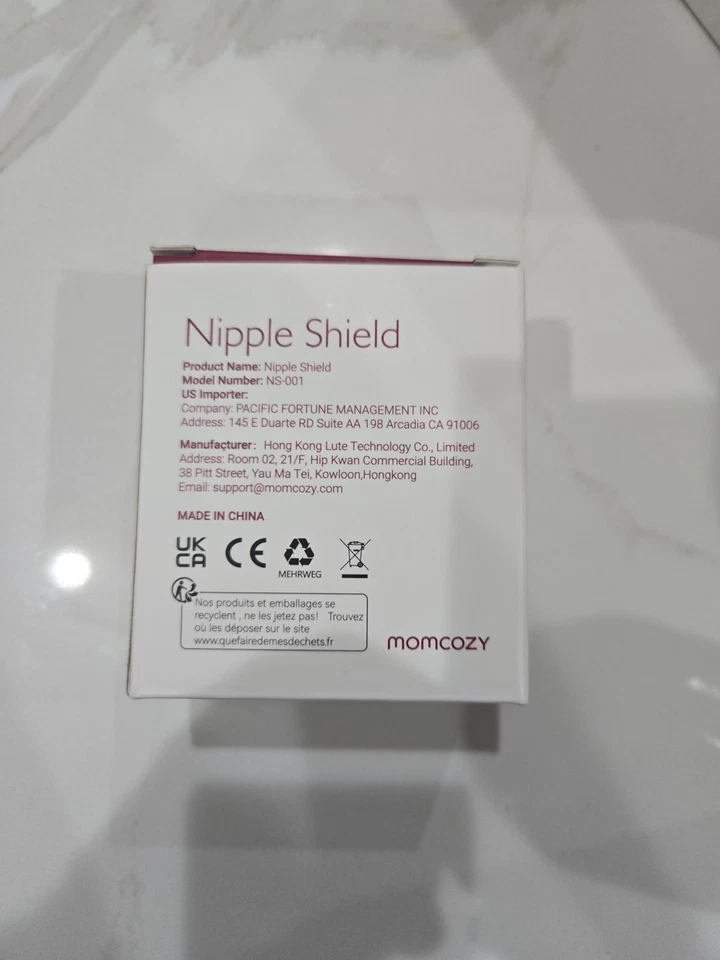 Nipple Shield
Product Name: Nipple Shield
Model Number: NS-001
US Importer:
Company: PACIFIC FORTUNE MANAGEMENT INC
Address: 145 E Duarte RD Suite AA 198 Arcadia CA 91006
Manufacturer: Hong Kong Lute Technology Co., Limited
Address: Room 02, 21/F, Hip Kwan Commercial Building,
38 Pitt Street, Yau Ma Tei, Kowloon,Hongkong
Email: support@momcozy.com
MADE IN CHINA
UK
CA
CE
MEHRWEG
Nos produits et emballages se
recyclent , ne les jetez pas! Trouvez
où les déposer sur le site
www.quefairedemesdechets.fr
momcozy